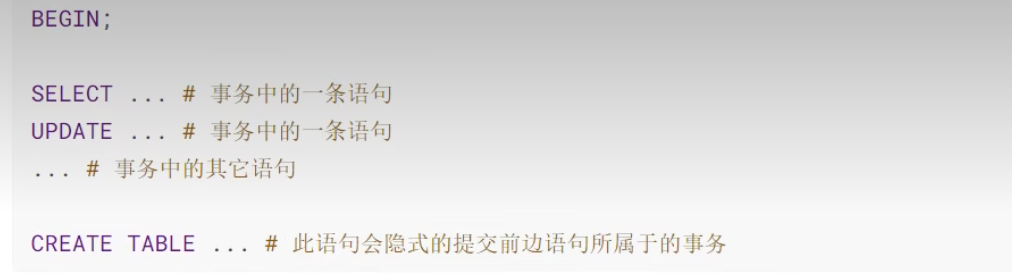 BEGIN;
SELECT ... # 事务中的一条语句
UPDATE ... # 事务中的一条语句
... # 事务中的其它语句
CREATE TABLE ... # 此语句会隐式的提交前边语句所属于的事务